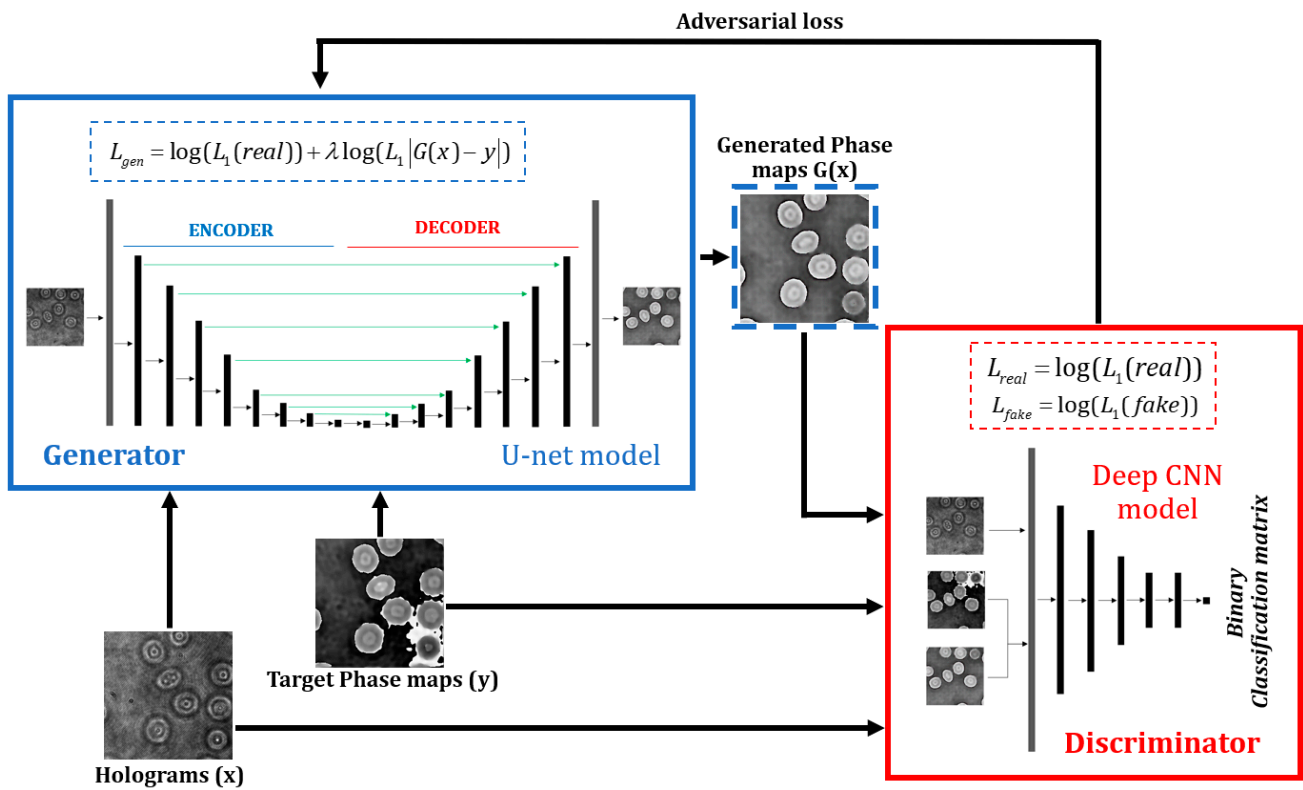 Adversarial loss
L_gen = log(L_1(real)) + λ log(L_1|G(x) − y|)
ENCODER
DECODER
Generator
U-net model
Generated Phase
maps G(x)
L_real = log(L_1(real))
L_fake = log(L_1(fake))
Deep CNN
model
Binary
Classification matrix
Discriminator
Target Phase maps (y)
Holograms (x)